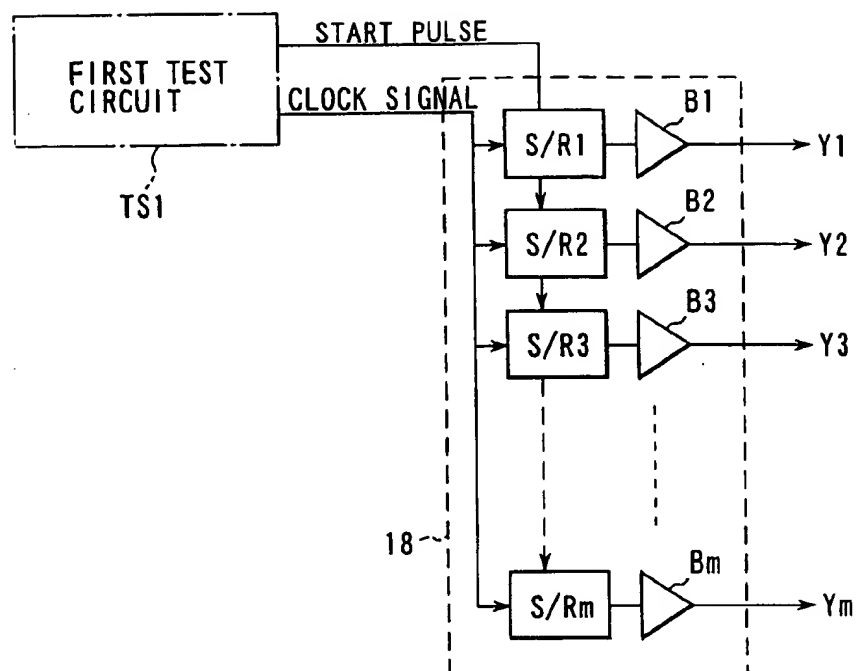 START PULSE
FIRST TEST
CIRCUIT
CLOCK SIGNAL
TS1
S/R1
B1
Y1
S/R2
B2
Y2
S/R3
B3
Y3
18
S/Rm
Bm
Ym